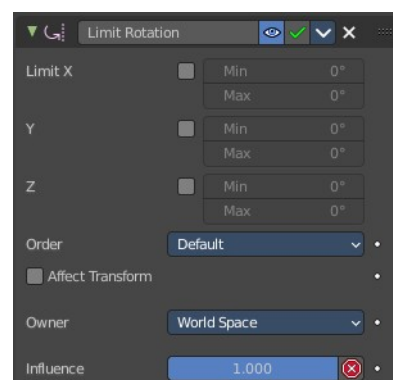 Limit Rotation
Limit X Min 0°
Max 0°
Y Min 0°
Max 0°
Z Min 0°
Max 0°
Order Default
Affect Transform
Owner World Space
Influence 1.000